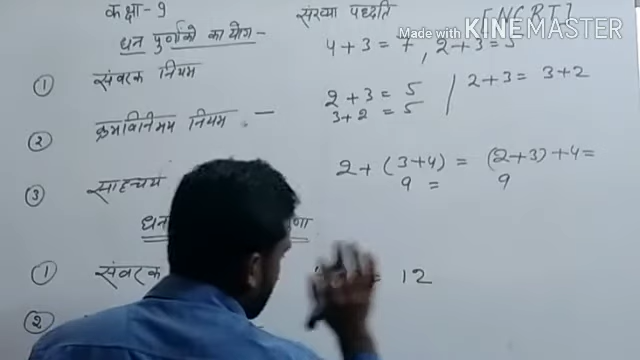 कक्षा - 9 संख्या पद्धति [NCRT]
Made with KINEMASTER
धन पुर्णाको का योग - 4+3 = 7, 2+3=5
① संवरक नियम
2+3 = 5 / 2+3 = 3+2
3+2 = 5
② क्रमविनिमय नियम -
2+(3+4) = (2+3)+4=
9 = 9
③ साहचर्य
① संवरक = 12
②